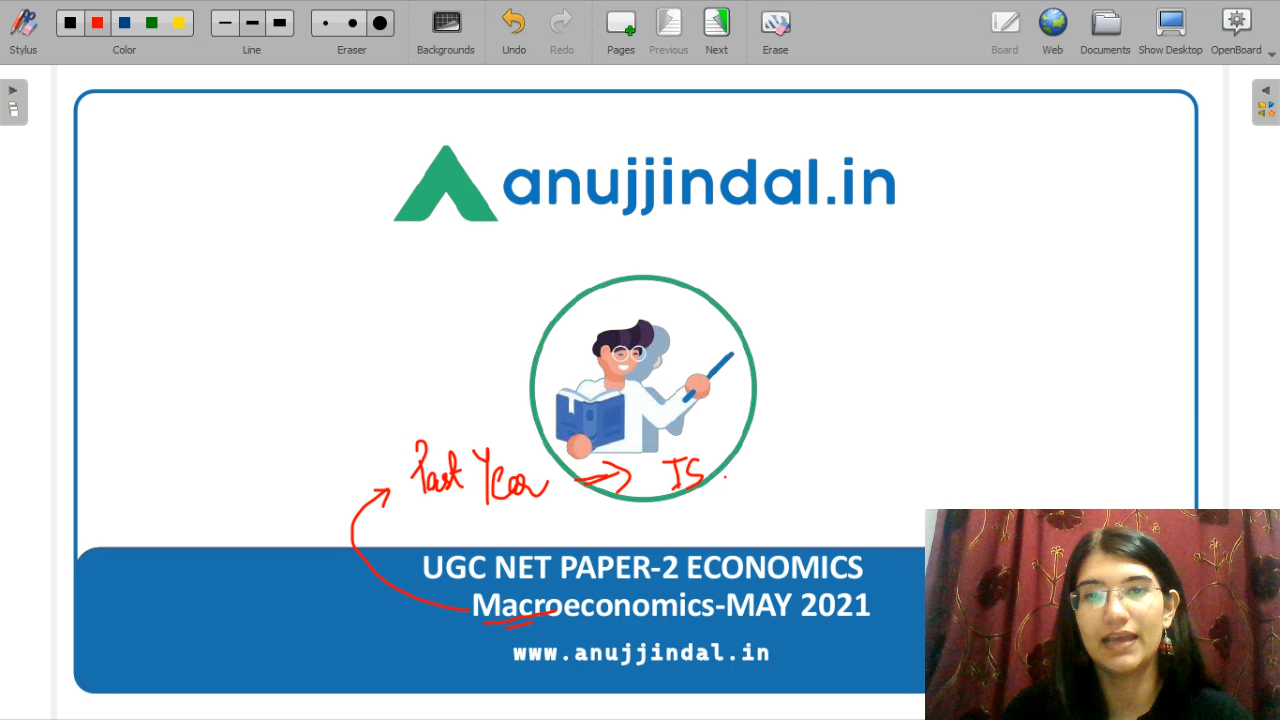 Stylus
Color
Line
Eraser
Backgrounds
Undo
Redo
Pages
Previous
Next
Erase
Board
Web
Documents
Show Desktop
OpenBoard
anujjindal.in
Past Year → IS
UGC NET PAPER-2 ECONOMICS
Macroeconomics-MAY 2021
www.anujjindal.in